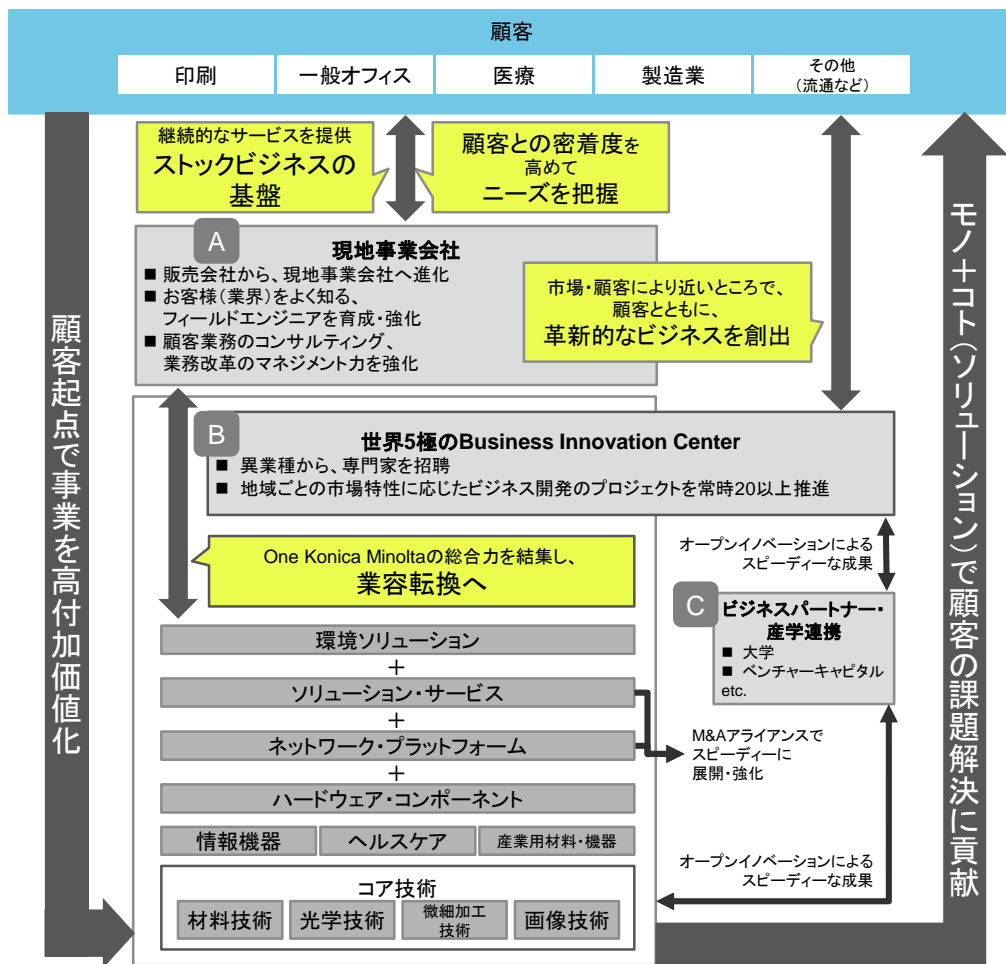 顧客
印刷
一般オフィス
医療
製造業
その他
(流通など)
継続的なサービスを提供
ストックビジネスの
基盤
顧客との密着度を
高めて
ニーズを把握
A
現地事業会社
■ 販売会社から、現地事業会社へ進化
■ お客様(業界)をよく知る、
フィールドエンジニアを育成・強化
■ 顧客業務のコンサルティング、
業務改革のマネジメント力を強化
市場・顧客により近いところで、
顧客とともに、
革新的なビジネスを創出
顧客起点で事業を高付加価値化
モノ+コト(ソリューション)で顧客の課題解決に貢献
B
世界5極のBusiness Innovation Center
■ 異業種から、専門家を招聘
■ 地域ごとの市場特性に応じたビジネス開発のプロジェクトを常時20以上推進
One Konica Minoltaの総合力を結集し、
業容転換へ
オープンイノベーションによる
スピーディーな成果
C
ビジネスパートナー・
産学連携
■ 大学
■ ベンチャーキャピタル
etc.
環境ソリューション
+
ソリューション・サービス
+
ネットワーク・プラットフォーム
+
ハードウェア・コンポーネント
M&Aアライアンスで
スピーディーに
展開・強化
情報機器
ヘルスケア
産業用材料・機器
オープンイノベーションによる
スピーディーな成果
コア技術
材料技術
光学技術
微細加工
技術
画像技術